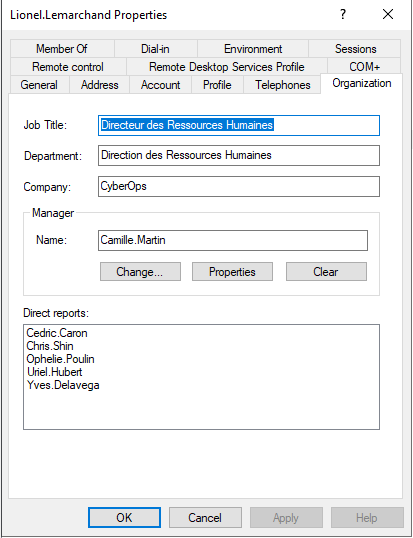 Lionel.Lemarchand Properties
Member Of Dial-in Environment Sessions
Remote control Remote Desktop Services Profile COM+
General Address Account Profile Telephones Organization
Job Title: Directeur des Ressources Humaines
Department: Direction des Ressources Humaines
Company: CyberOps
Manager
Name: Camille.Martin
Change... Properties Clear
Direct reports:
Cedric.Caron
Chris.Shin
Ophelie.Poulin
Uriel.Hubert
Yves.Delavega
OK Cancel Apply Help